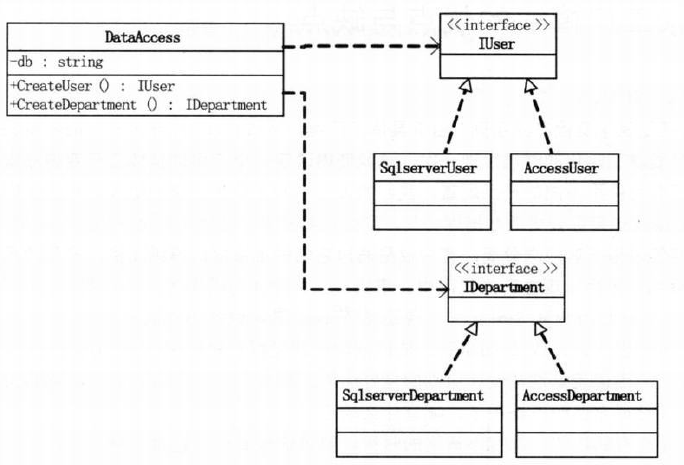 DataAccess
-db : string
+CreateUser () : IUser
+CreateDepartment () : IDepartment
<<interface >>
IUser
SqlserverUser
AccessUser
<<interface >>
IDepartment
SqlserverDepartment
AccessDepartment